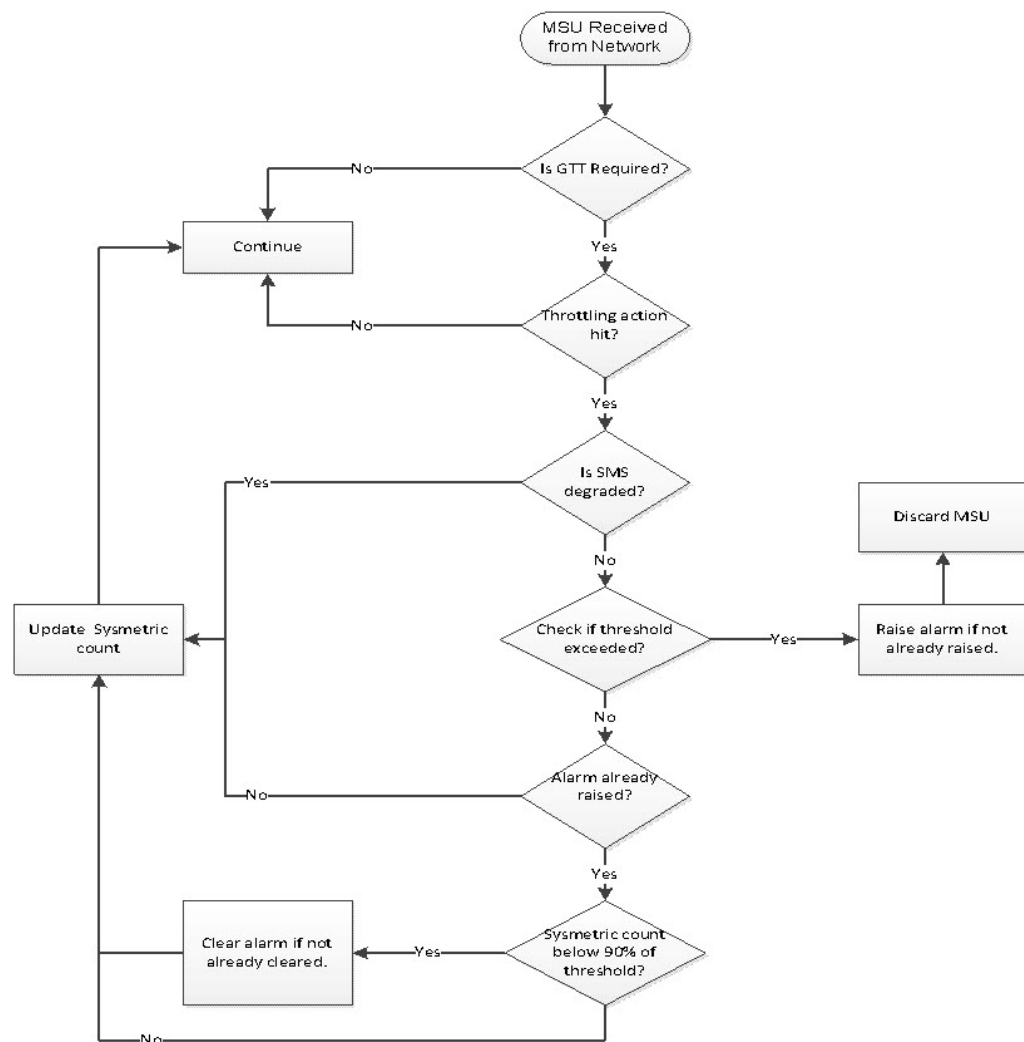 MSU Received
from Network
Is GTT Required?
No
Continue
Yes
Throttling action
hit?
No
Yes
Is SMS
degraded?
Yes
No
Discard MSU
Update Sysmetric
count
Check if threshold
exceeded?
Yes
Raise alarm if not
already raised.
No
Alarm already
raised?
No
Yes
Sysmetric count
below 90% of
threshold?
Yes
Clear alarm if not
already cleared.
No